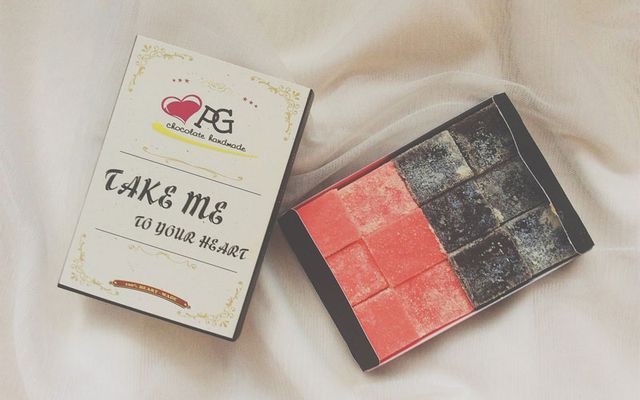 PG
chocolate handmade
TAKE ME
TO YOUR HEART
100% HEART-MADE